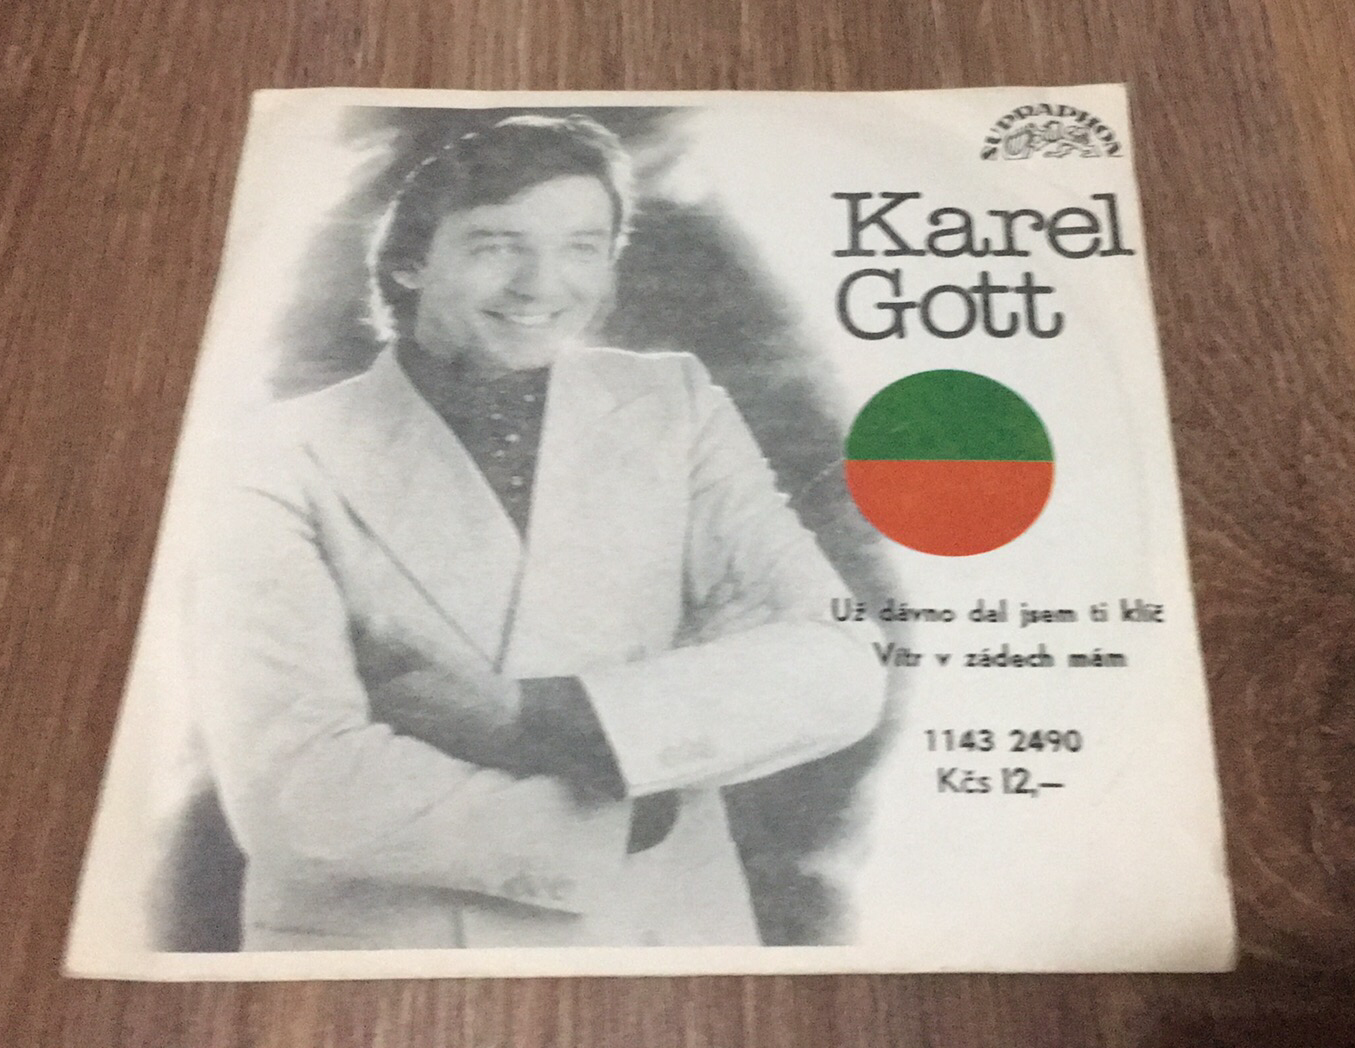 SUPRAPHON
Karel
Gott
Už dávno dal jsem ti klíč
Vítr v zádech mám
1143 2490
Kčs 12,—